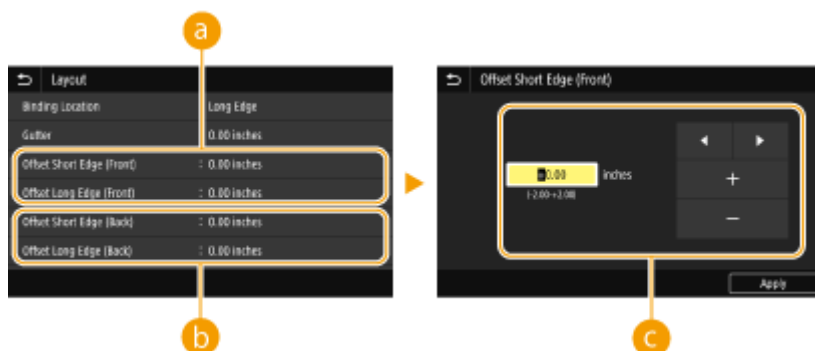 a
Layout
Binding Location Long Edge
Gutter 0.00 inches
Offset Short Edge (Front) : 0.00 inches
Offset Long Edge (Front) : 0.00 inches
Offset Short Edge (Back) : 0.00 inches
Offset Long Edge (Back) : 0.00 inches
b
Offset Short Edge (Front)
0.00 inches
(-2.00-+2.00)
+
−
Apply
c